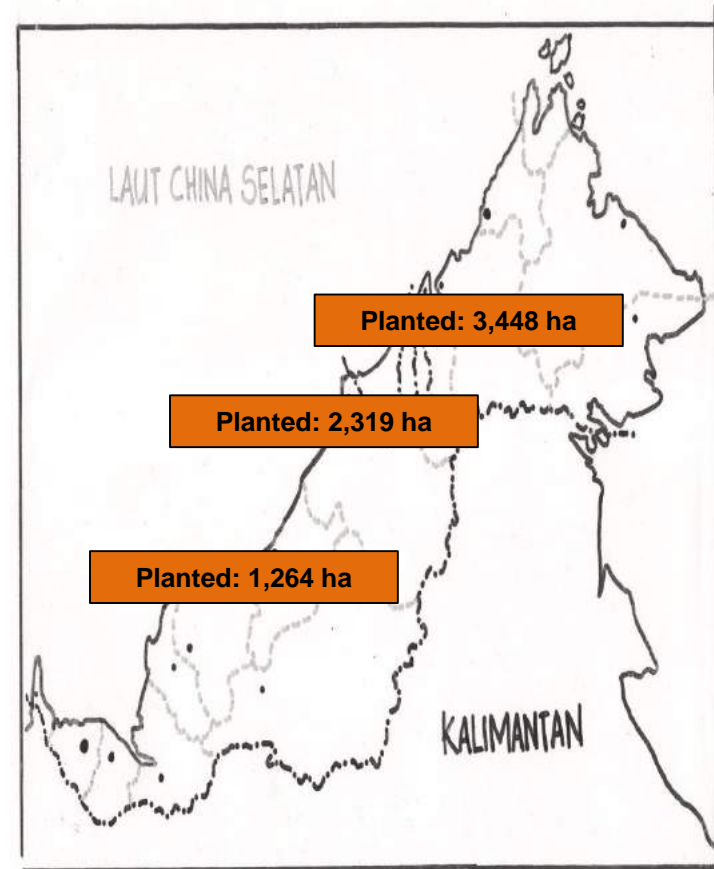 LAUT CHINA SELATAN
Planted: 3,448 ha
Planted: 2,319 ha
Planted: 1,264 ha
KALIMANTAN